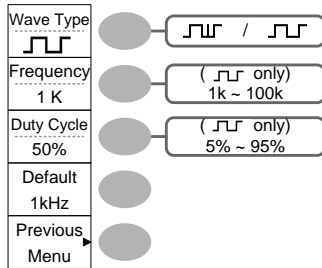 Wave Type
/
Frequency
1 K
( only)
1k ~ 100k
Duty Cycle
50%
( only)
5% ~ 95%
Default
1kHz
Previous
Menu